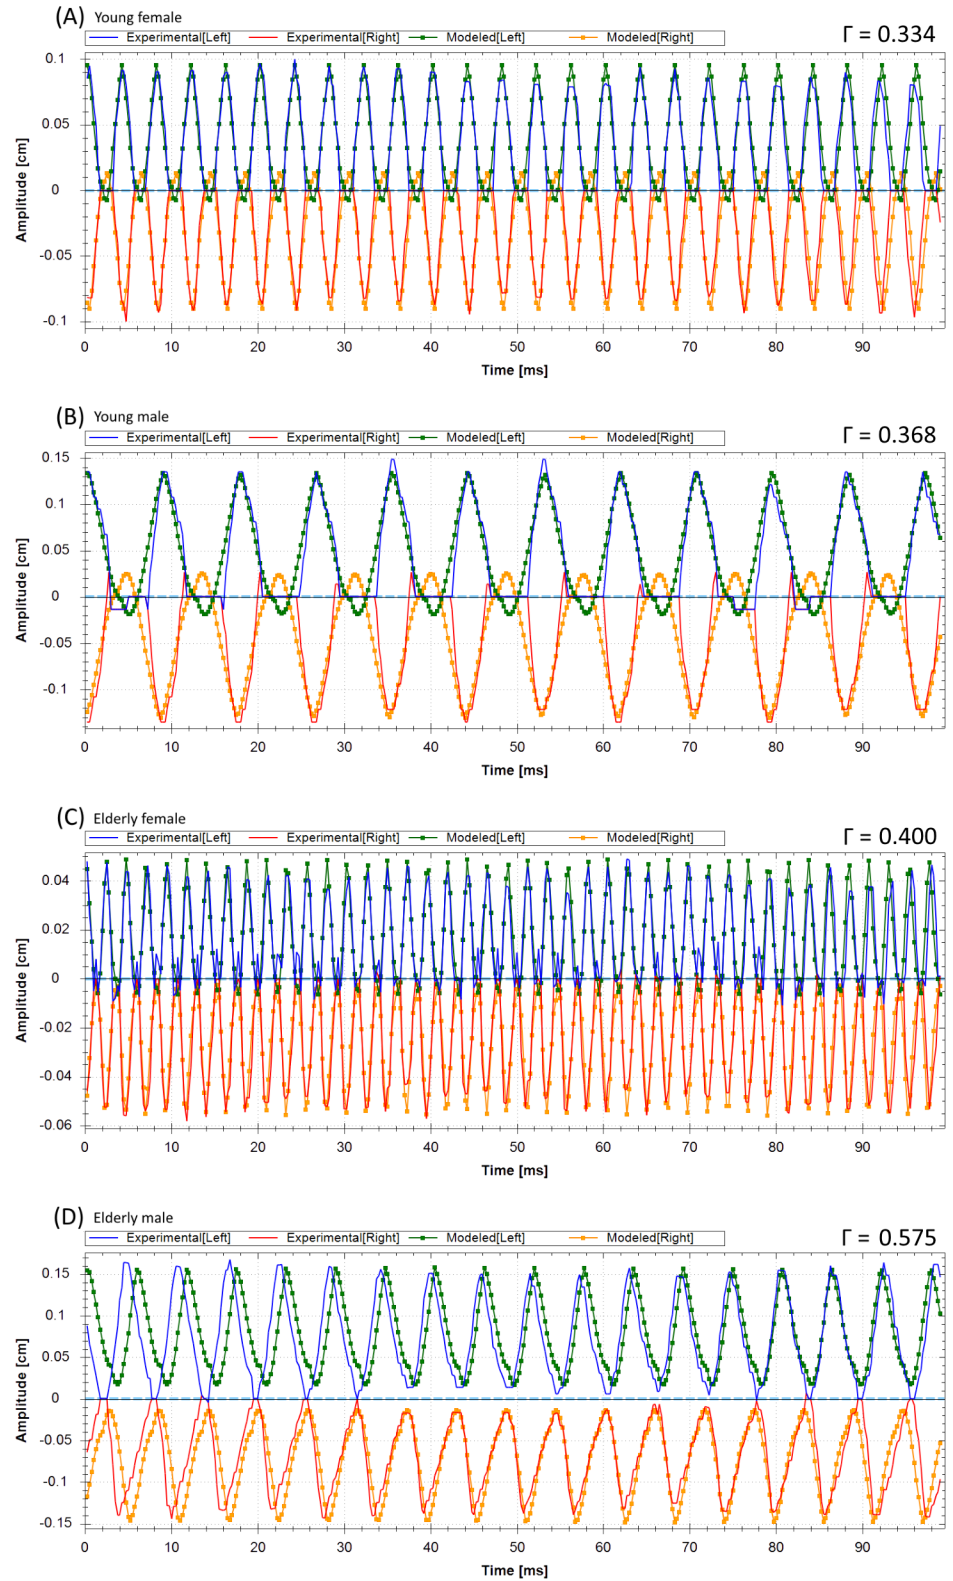 (A) Young female
Γ = 0.334
Experimental[Left] Experimental[Right] Modeled[Left] Modeled[Right]
0.1
0.05
0
-0.05
-0.1
Amplitude [cm]
0 10 20 30 40 50 60 70 80 90
Time [ms]
(B) Young male
Γ = 0.368
Experimental[Left] Experimental[Right] Modeled[Left] Modeled[Right]
0.15
0.1
0.05
0
-0.05
-0.1
Amplitude [cm]
0 10 20 30 40 50 60 70 80 90
Time [ms]
(C) Elderly female
Γ = 0.400
Experimental[Left] Experimental[Right] Modeled[Left] Modeled[Right]
0.04
0.02
0
-0.02
-0.04
-0.06
Amplitude [cm]
0 10 20 30 40 50 60 70 80 90
Time [ms]
(D) Elderly male
Γ = 0.575
Experimental[Left] Experimental[Right] Modeled[Left] Modeled[Right]
0.15
0.1
0.05
0
-0.05
-0.1
-0.15
Amplitude [cm]
0 10 20 30 40 50 60 70 80 90
Time [ms]